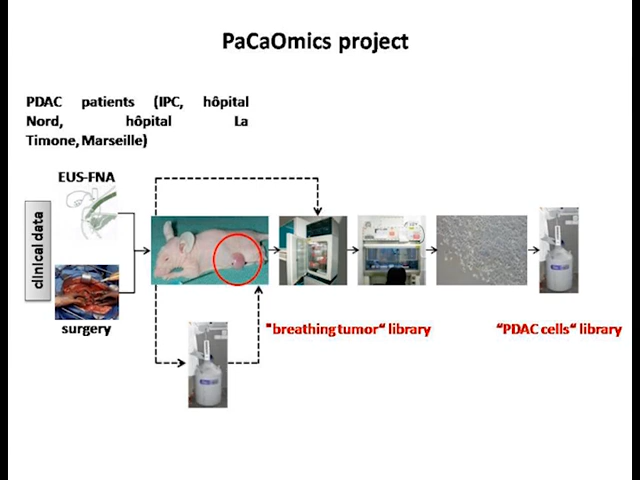 PaCaOmics project
PDAC patients (IPC, hôpital
Nord, hôpital La
Timone, Marseille)
EUS-FNA
clinical data
surgery
"breathing tumor“ library
“PDAC cells“ library